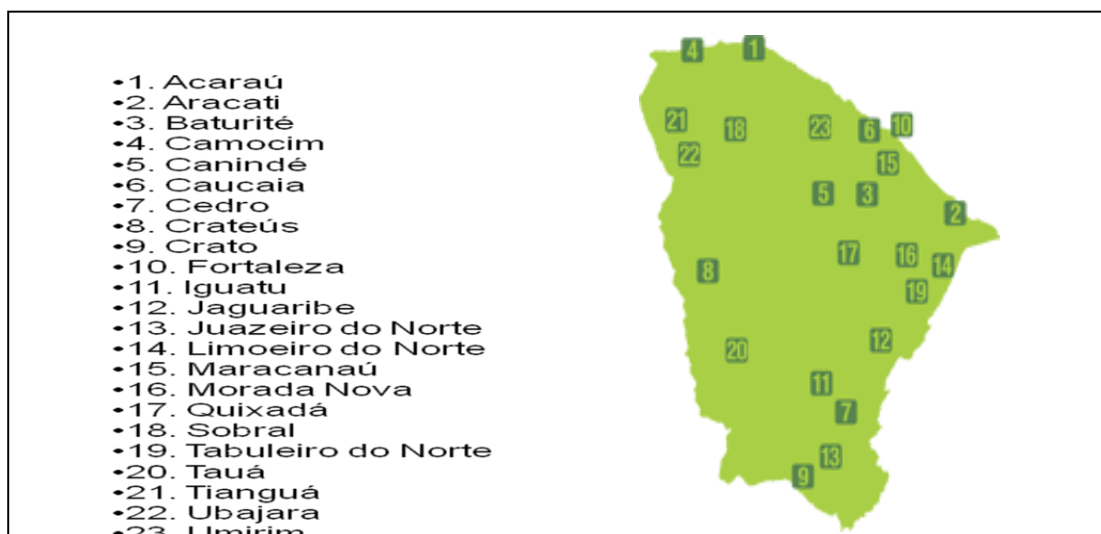 •1. Acaraú
•2. Aracati
•3. Baturité
•4. Camocim
•5. Canindé
•6. Caucaia
•7. Cedro
•8. Crateús
•9. Crato
•10. Fortaleza
•11. Iguatu
•12. Jaguaribe
•13. Juazeiro do Norte
•14. Limoeiro do Norte
•15. Maracanaú
•16. Morada Nova
•17. Quixadá
•18. Sobral
•19. Tabuleiro do Norte
•20. Tauá
•21. Tianguá
•22. Ubajara
•23. Umirim
4 1
21 18 23 6 10
22 15
5 3
2
17 16 14
8 19
20 12
11
7
13
9